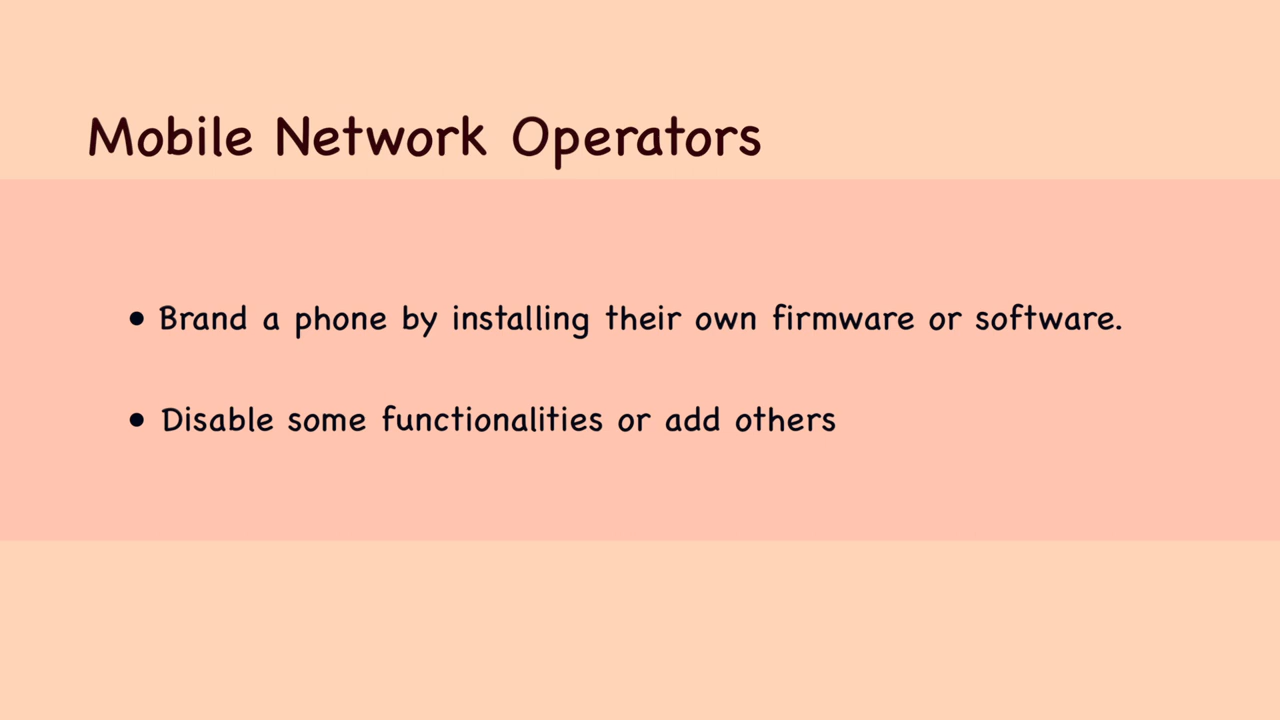 Mobile Network Operators
• Brand a phone by installing their own firmware or software.
• Disable some functionalities or add others